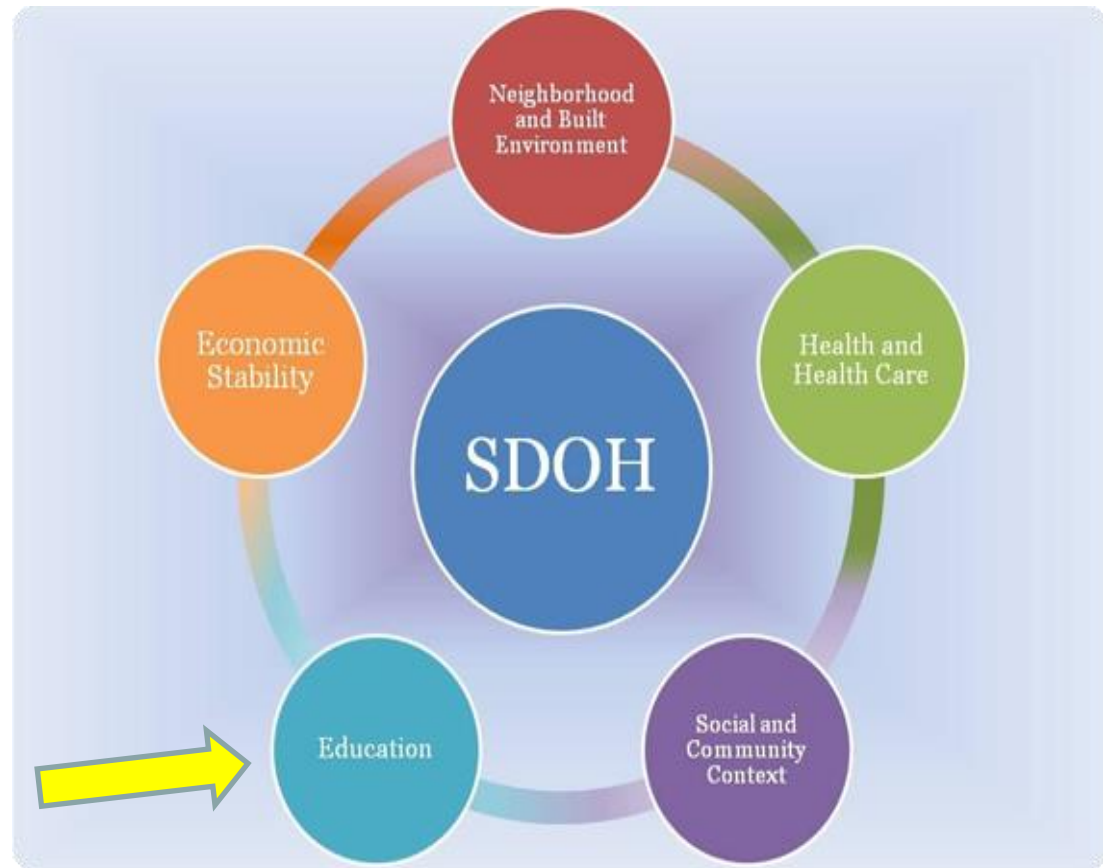 Neighborhood
and Built
Environment
Economic
Stability
Health and
Health Care
SDOH
Education
Social and
Community
Context